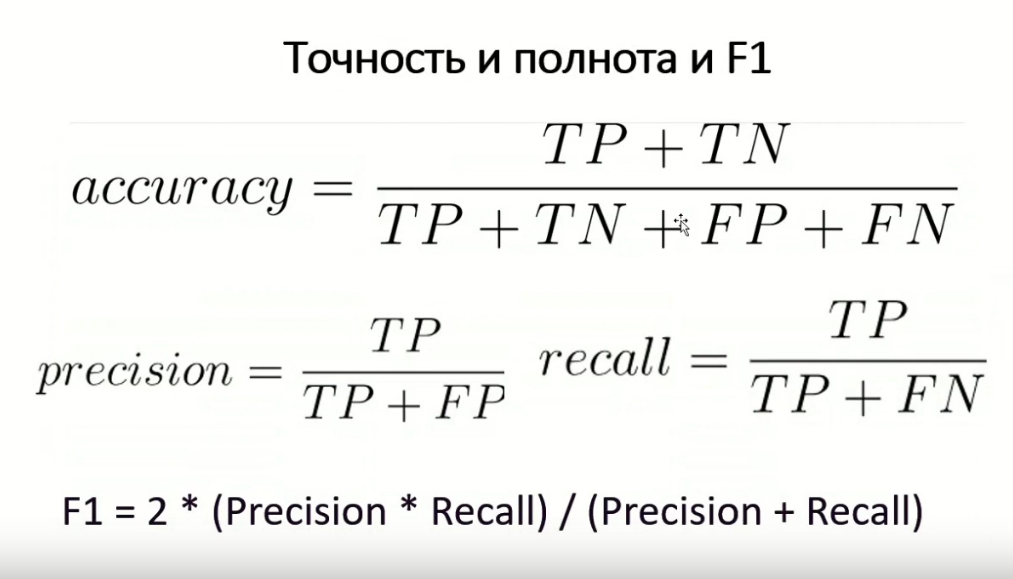 Точность и полнота и F1
accuracy = \frac{TP + TN}{TP + TN + FP + FN}
precision = \frac{TP}{TP + FP} recall = \frac{TP}{TP + FN}
F1 = 2 * (Precision * Recall) / (Precision + Recall)